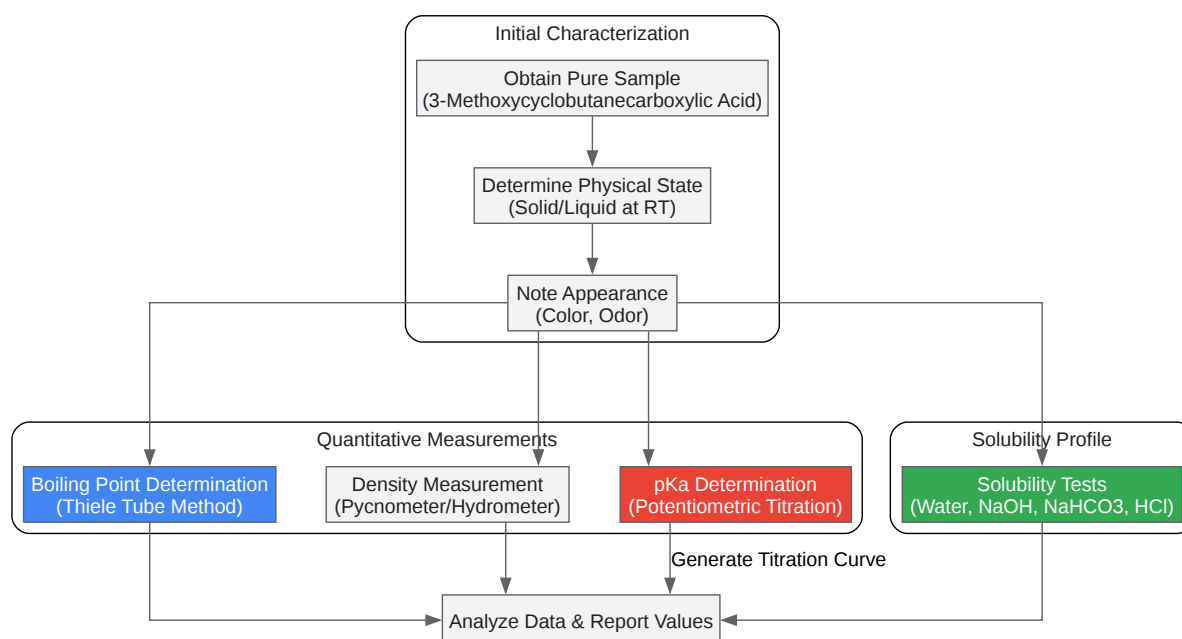 Initial Characterization
Obtain Pure Sample
(3-Methoxycyclobutanecarboxylic Acid)
Determine Physical State
(Solid/Liquid at RT)
Note Appearance
(Color, Odor)
Quantitative Measurements
Solubility Profile
Boiling Point Determination
(Thiele Tube Method)
Density Measurement
(Pycnometer/Hydrometer)
pKa Determination
(Potentiometric Titration)
Solubility Tests
(Water, NaOH, NaHCO3, HCl)
Generate Titration Curve
Analyze Data & Report Values